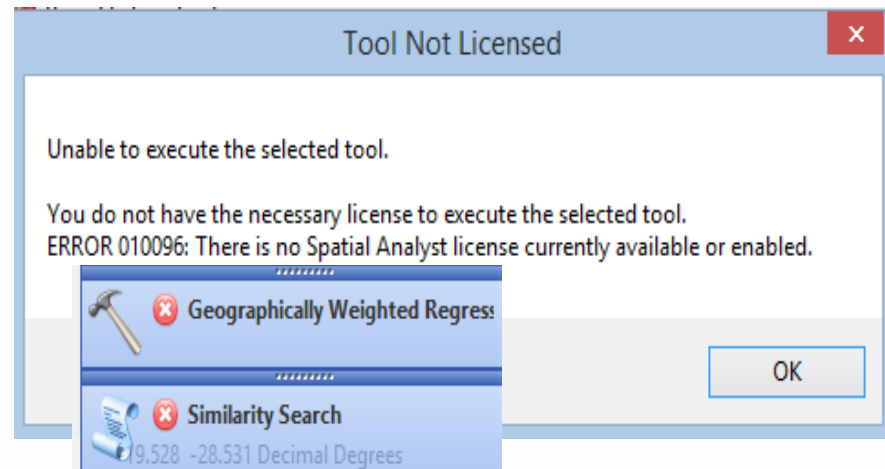 Tool Not Licensed
x
Unable to execute the selected tool.
You do not have the necessary license to execute the selected tool.
ERROR 010096: There is no Spatial Analyst license currently available or enabled.
Geographically Weighted Regress
OK
Similarity Search
9.528 -28.531 Decimal Degrees